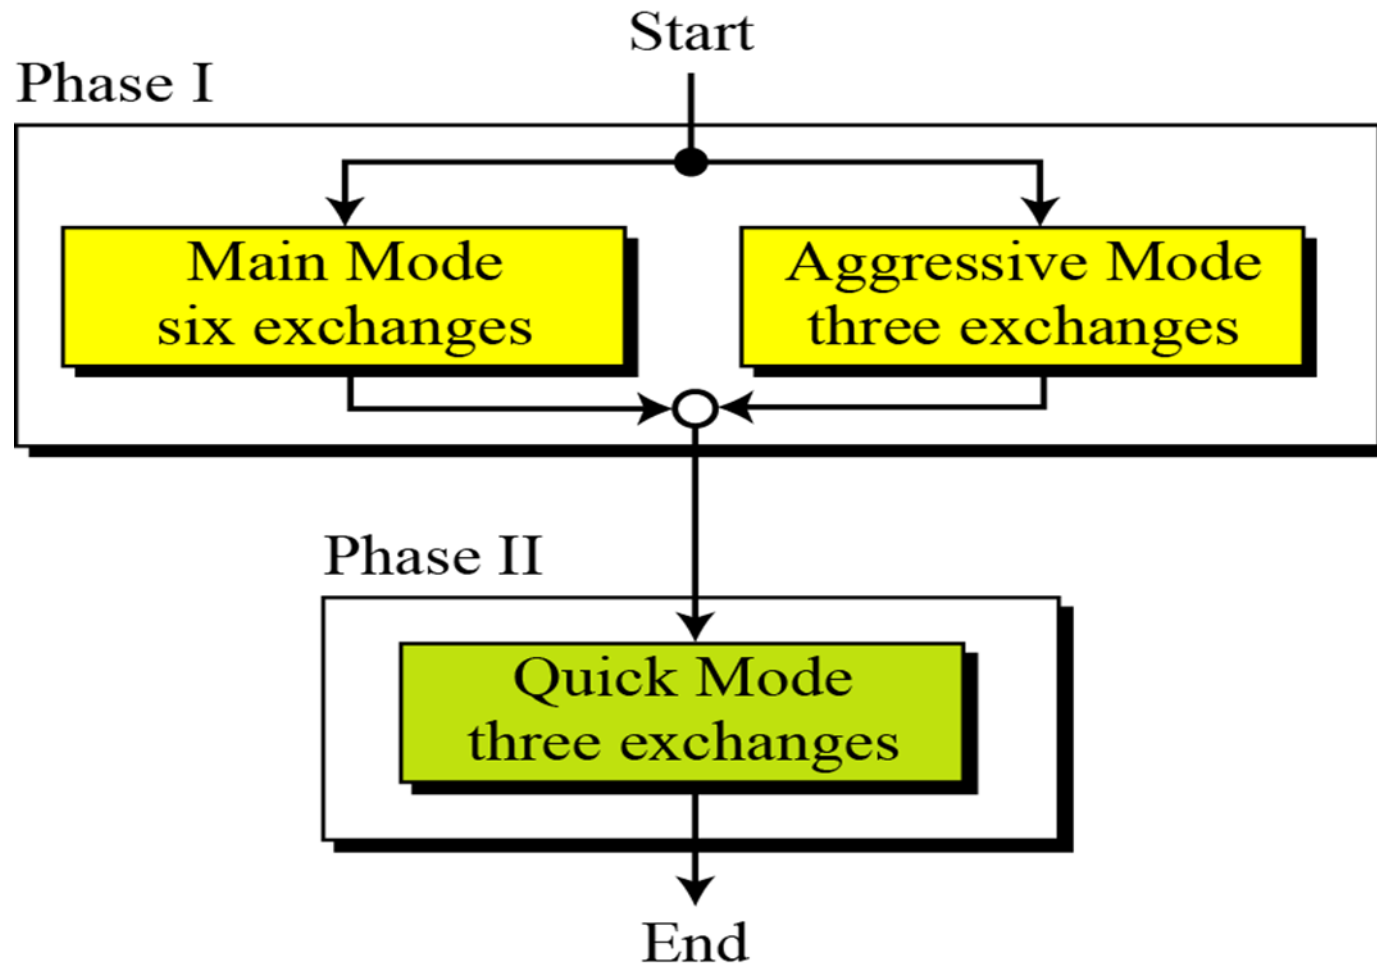 Start
Phase I
Main Mode
six exchanges
Aggressive Mode
three exchanges
Phase II
Quick Mode
three exchanges
End